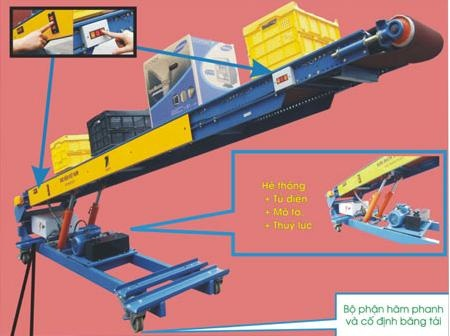 Hệ thống
+ Tủ điện
+ Mô tơ
+ Thủy lực
Bộ phận hãm phanh
và cố định băng tải